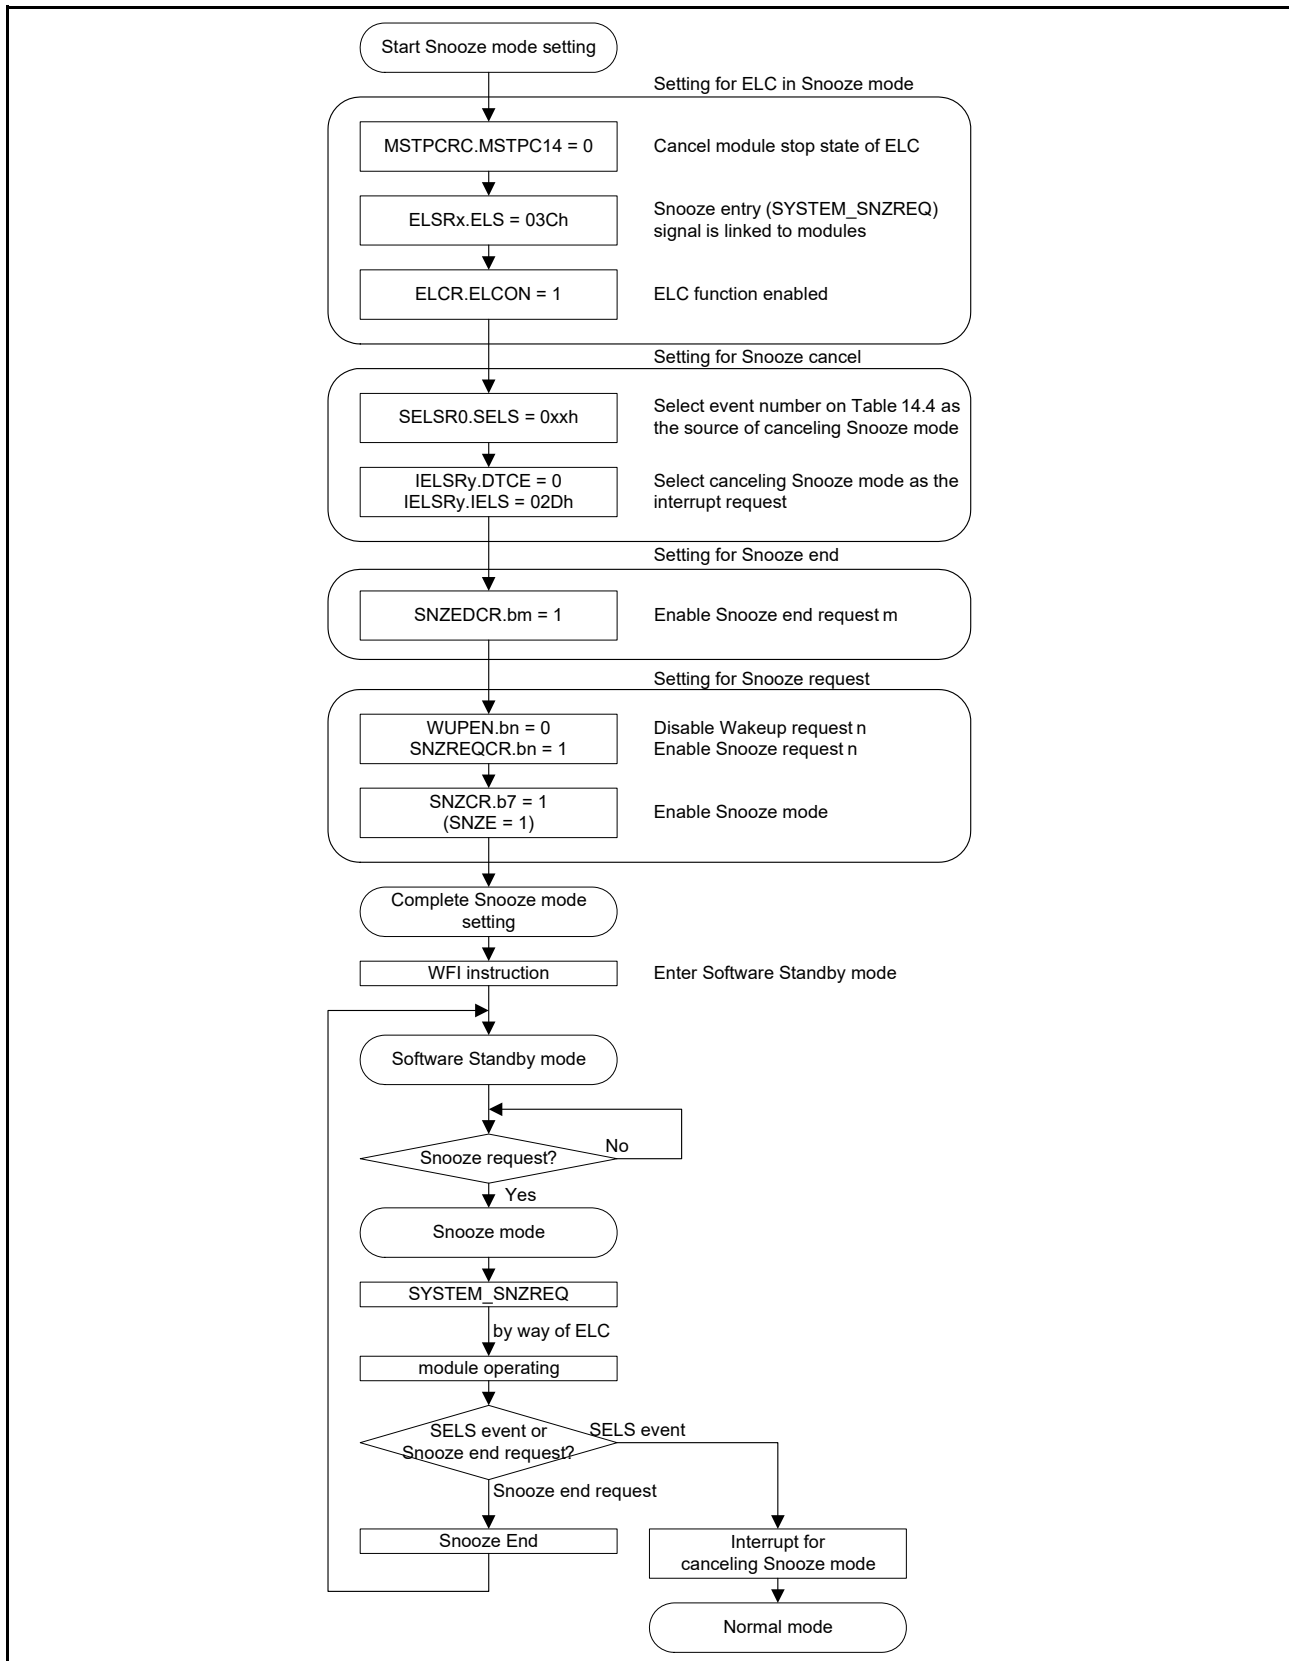 Start Snooze mode setting
Setting for ELC in Snooze mode
MSTPCRC.MSTPC14 = 0
Cancel module stop state of ELC
ELSRx.ELS = 03Ch
Snooze entry (SYSTEM_SNZREQ)
signal is linked to modules
ELCR.ELCON = 1
ELC function enabled
Setting for Snooze cancel
SELSR0.SELS = 0xxh
Select event number on Table 14.4 as
the source of canceling Snooze mode
IELSRy.DTCE = 0
IELSRy.IELS = 02Dh
Select canceling Snooze mode as the
interrupt request
Setting for Snooze end
SNZEDCR.bm = 1
Enable Snooze end request m
Setting for Snooze request
WUPEN.bn = 0
SNZREQCR.bn = 1
Disable Wakeup request n
Enable Snooze request n
SNZCR.b7 = 1
(SNZE = 1)
Enable Snooze mode
Complete Snooze mode
setting
WFI instruction
Enter Software Standby mode
Software Standby mode
Snooze request?
No
Yes
Snooze mode
SYSTEM_SNZREQ
by way of ELC
module operating
SELS event or
Snooze end request?
SELS event
Snooze end request
Snooze End
Interrupt for
canceling Snooze mode
Normal mode